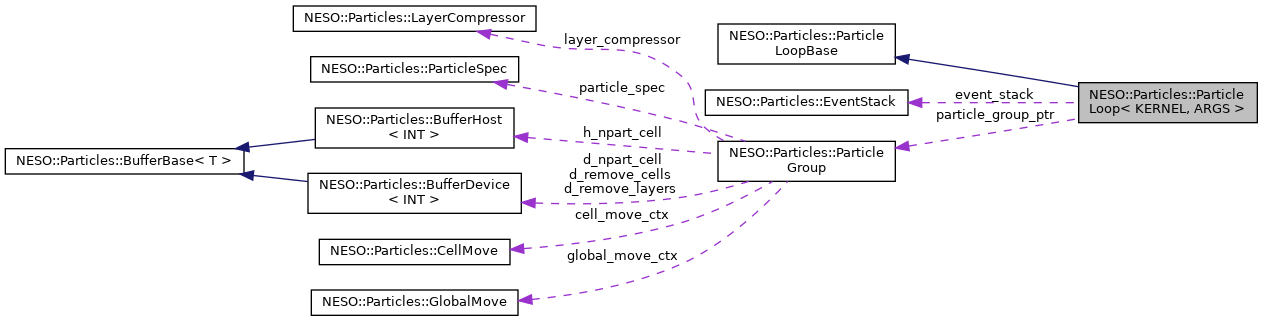 NESO::Particles::LayerCompressor
layer_compressor
NESO::Particles::Particle
LoopBase
NESO::Particles::ParticleSpec
particle_spec
NESO::Particles::EventStack
event_stack
particle_group_ptr
NESO::Particles::Particle
Loop< KERNEL, ARGS >
NESO::Particles::BufferHost
< INT >
h_npart_cell
NESO::Particles::BufferBase< T >
NESO::Particles::Particle
Group
d_npart_cell
d_remove_cells
d_remove_layers
NESO::Particles::BufferDevice
< INT >
cell_move_ctx
NESO::Particles::CellMove
global_move_ctx
NESO::Particles::GlobalMove